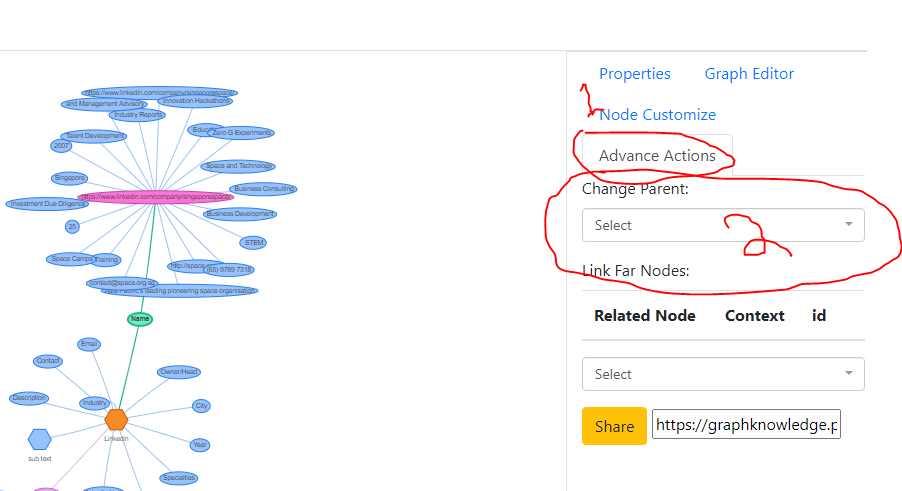 Properties
Graph Editor
1
Node Customize
Advance Actions
Change Parent:
Select
2
Link Far Nodes:
Related Node Context id
Select
Share https://graphknowledge.p
https://www.linkedin.com/company/singaporespace/
and Management Advisory
Innovation Hackathons
Industry Reports
Talent Development
Zero G Experiments
2007
Space and Technology
Singapore
Business Consulting
https://www.linkedin.com/company/singaporespace/
Investment Due Diligence
Business Development
25
STEM
Space Camps
Training
http://space.
(65) 9789 7318
contact@space.org.sg
Pacific's leading pioneering space organisation
Name
Email
Contact
Owner/Head
Description
Industry
City
Linkedin
Year
sub text
Specialties